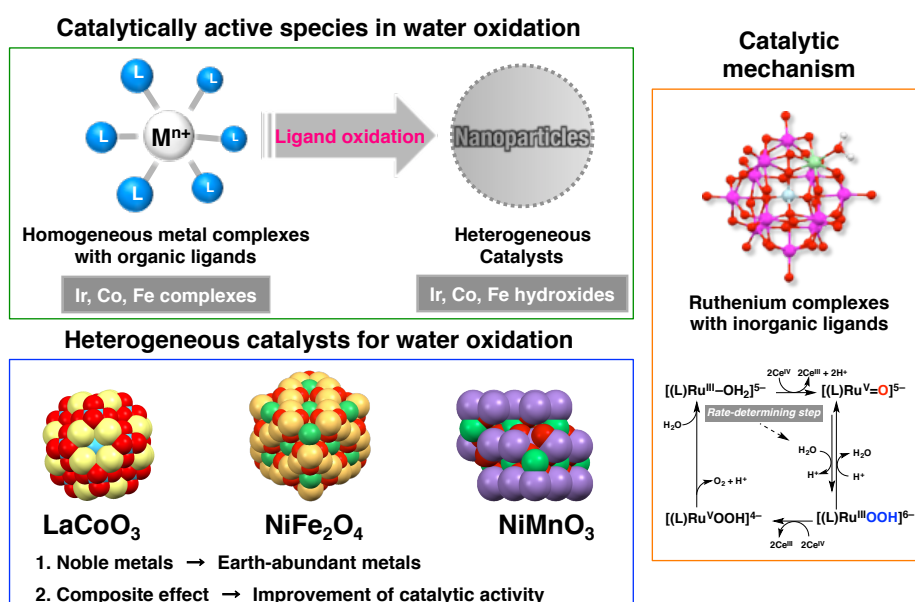 Catalytically active species in water oxidation
L
L
L
L
L
L
Mⁿ⁺
Ligand oxidation
Nanoparticles
Homogeneous metal complexes
with organic ligands
Heterogeneous
Catalysts
Ir, Co, Fe complexes
Ir, Co, Fe hydroxides
Heterogeneous catalysts for water oxidation
LaCoO₃
NiFe₂O₄
NiMnO₃
1. Noble metals → Earth-abundant metals
2. Composite effect → Improvement of catalytic activity
Catalytic
mechanism
Ruthenium complexes
with inorganic ligands
2Ceᴵⱽ 2Ceᴵᴵᴵ + 2H⁺
[(L)Ruᴵᴵᴵ–OH₂]⁵⁻
[(L)Ruⱽ=O]⁵⁻
Rate-determining step
H₂O
H₂O
H₂O
H⁺
H⁺
O₂ + H⁺
[(L)RuⱽOOH]⁴⁻
[(L)RuᴵᴵᴵOOH]⁶⁻
2Ceᴵᴵᴵ 2Ceᴵⱽ